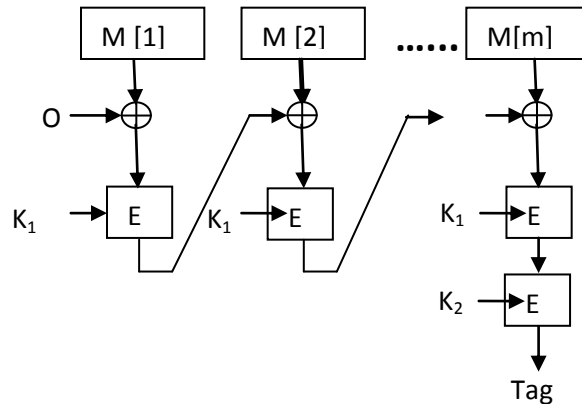 M [1] M [2] ...... M[m]
O
K₁ E K₁ E K₁ E
K₂ E
Tag